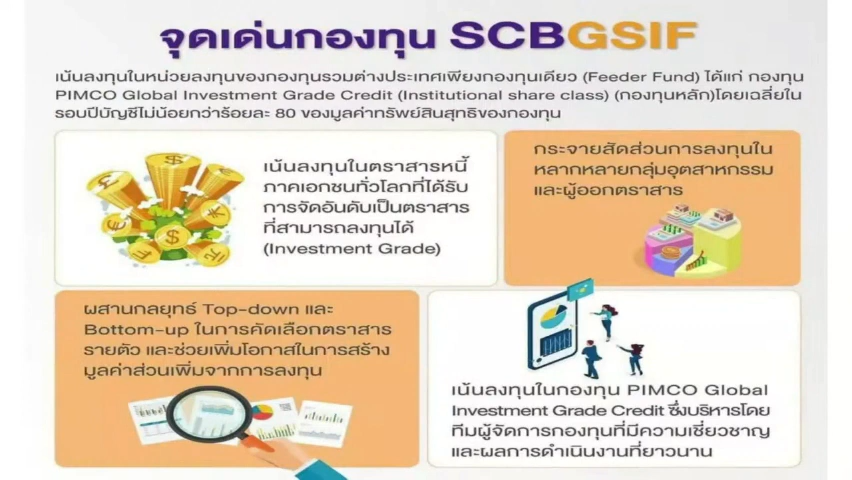 จุดเด่นกองทุน SCBGSIF
เน้นลงทุนในหน่วยลงทุนของกองทุนรวมต่างประเทศเพียงกองทุนเดียว (Feeder Fund) ได้แก่ กองทุน
PIMCO Global Investment Grade Credit (Institutional share class) (กองทุนหลัก)โดยเฉลี่ยใน
รอบปีบัญชีไม่น้อยกว่าร้อยละ 80 ของมูลค่าทรัพย์สินสุทธิของกองทุน
เน้นลงทุนในตราสารหนี้
ภาคเอกชนทั่วโลกที่ได้รับ
การจัดอันดับเป็นตราสาร
ที่สามารถลงทุนได้
(Investment Grade)
กระจายสัดส่วนการลงทุนใน
หลากหลายกลุ่มอุตสาหกรรม
และผู้ออกตราสาร
ผสานกลยุทธ์ Top-down และ
Bottom-up ในการคัดเลือกตราสาร
รายตัว และช่วยเพิ่มโอกาสในการสร้าง
มูลค่าส่วนเพิ่มจากการลงทุน
เน้นลงทุนในกองทุน PIMCO Global
Investment Grade Credit ซึ่งบริหารโดย
ทีมผู้จัดการกองทุนที่มีความเชี่ยวชาญ
และผลการดำเนินงานที่ยาวนาน